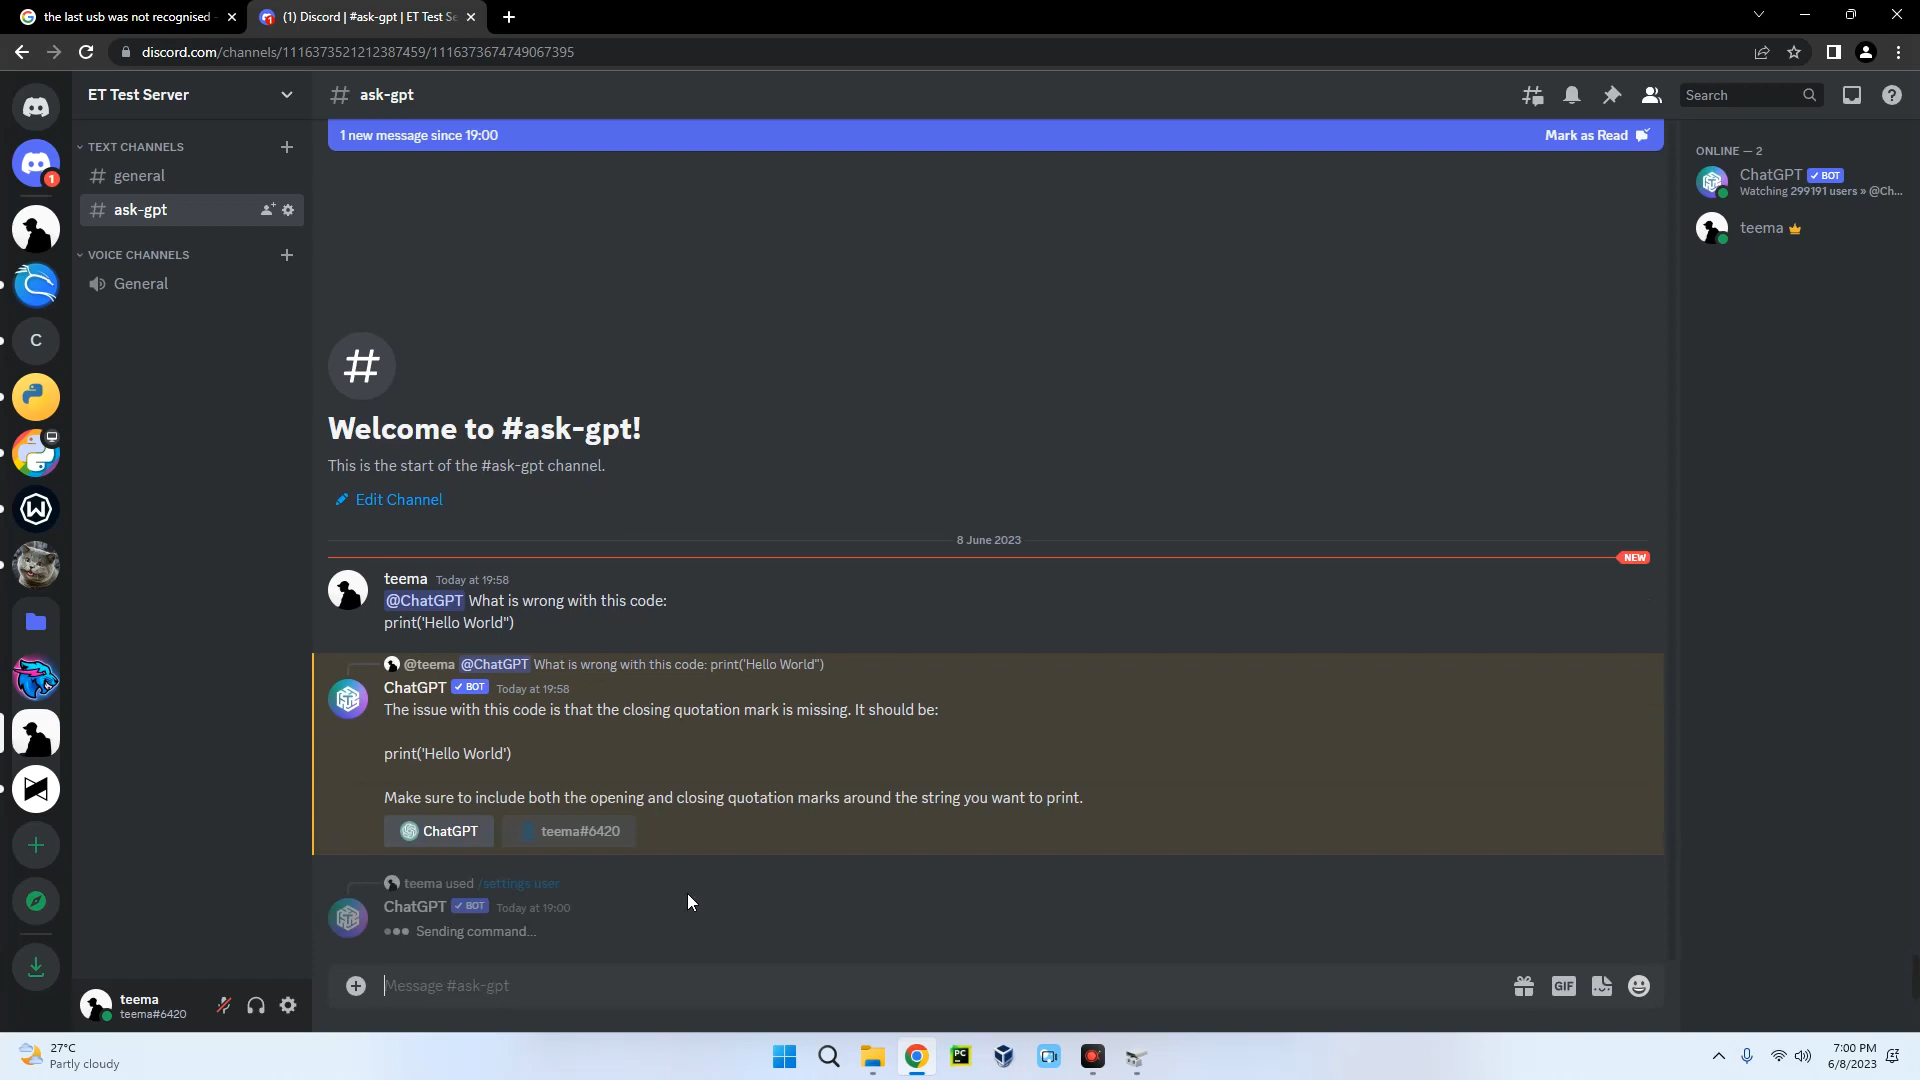 the last usb was not recognised
(1) Discord | #ask-gpt | ET Test Se
discord.com/channels/1116373521212387459/1116373674749067395
ET Test Server
ask-gpt
Search
1 new message since 19:00
Mark as Read
TEXT CHANNELS
general
ask-gpt
VOICE CHANNELS
General
1
C
ONLINE — 2
ChatGPT ✓ BOT
Watching 299191 users » @Ch...
teema
#
Welcome to #ask-gpt!
This is the start of the #ask-gpt channel.
Edit Channel
8 June 2023
NEW
teema Today at 19:58
@ChatGPT What is wrong with this code:
print('Hello World")
@teema @ChatGPT What is wrong with this code: print('Hello World")
ChatGPT ✓ BOT Today at 19:58
The issue with this code is that the closing quotation mark is missing. It should be:
print('Hello World')
Make sure to include both the opening and closing quotation marks around the string you want to print.
ChatGPT
teema#6420
teema used /settings user
ChatGPT ✓ BOT Today at 19:00
Sending command...
Message #ask-gpt
GIF
teema
teema#6420
27°C
Partly cloudy
PC
7:00 PM
6/8/2023